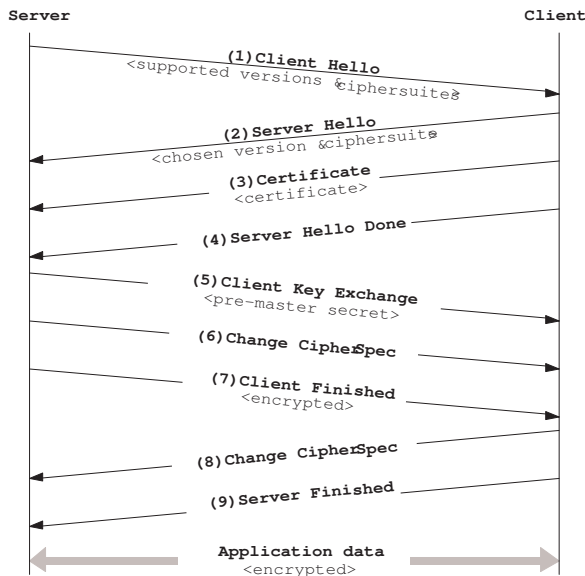 Server Client
(1)Client Hello
<supported versions & ciphersuites>
(2)Server Hello
<chosen version & ciphersuite>
(3)Certificate
<certificate>
(4)Server Hello Done
(5)Client Key Exchange
<pre-master secret>
(6)Change CipherSpec
(7)Client Finished
<encrypted>
(8)Change CipherSpec
(9)Server Finished
Application data
<encrypted>